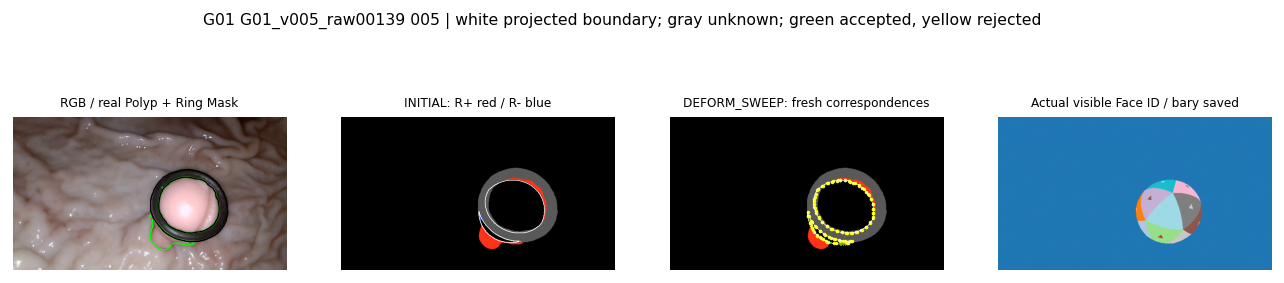 G01 G01_v005_raw00139 005 | white projected boundary; gray unknown; green accepted, yellow rejected
RGB / real Polyp + Ring Mask
INITIAL: R+ red / R- blue
DEFORM_SWEEP: fresh correspondences
Actual visible Face ID / bary saved